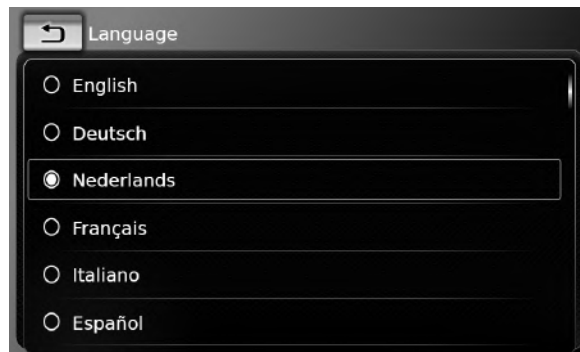 Language
English
Deutsch
Nederlands
Français
Italiano
Español